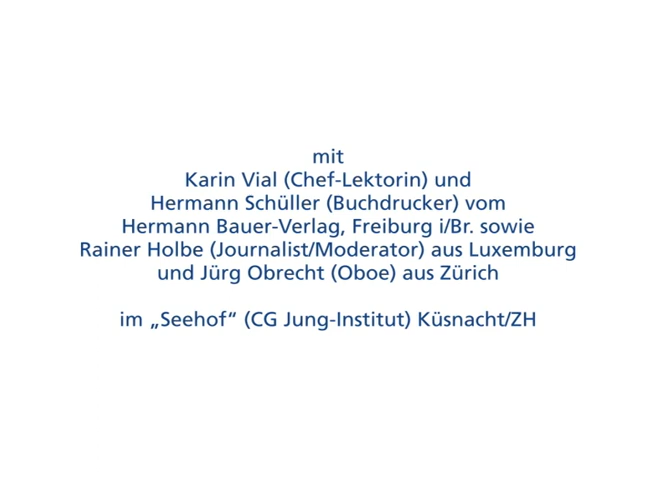 mit
Karin Vial (Chef-Lektorin) und
Hermann Schüller (Buchdrucker) vom
Hermann Bauer-Verlag, Freiburg i/Br. sowie
Rainer Holbe (Journalist/Moderator) aus Luxemburg
und Jürg Obrecht (Oboe) aus Zürich
im „Seehof“ (CG Jung-Institut) Küsnacht/ZH